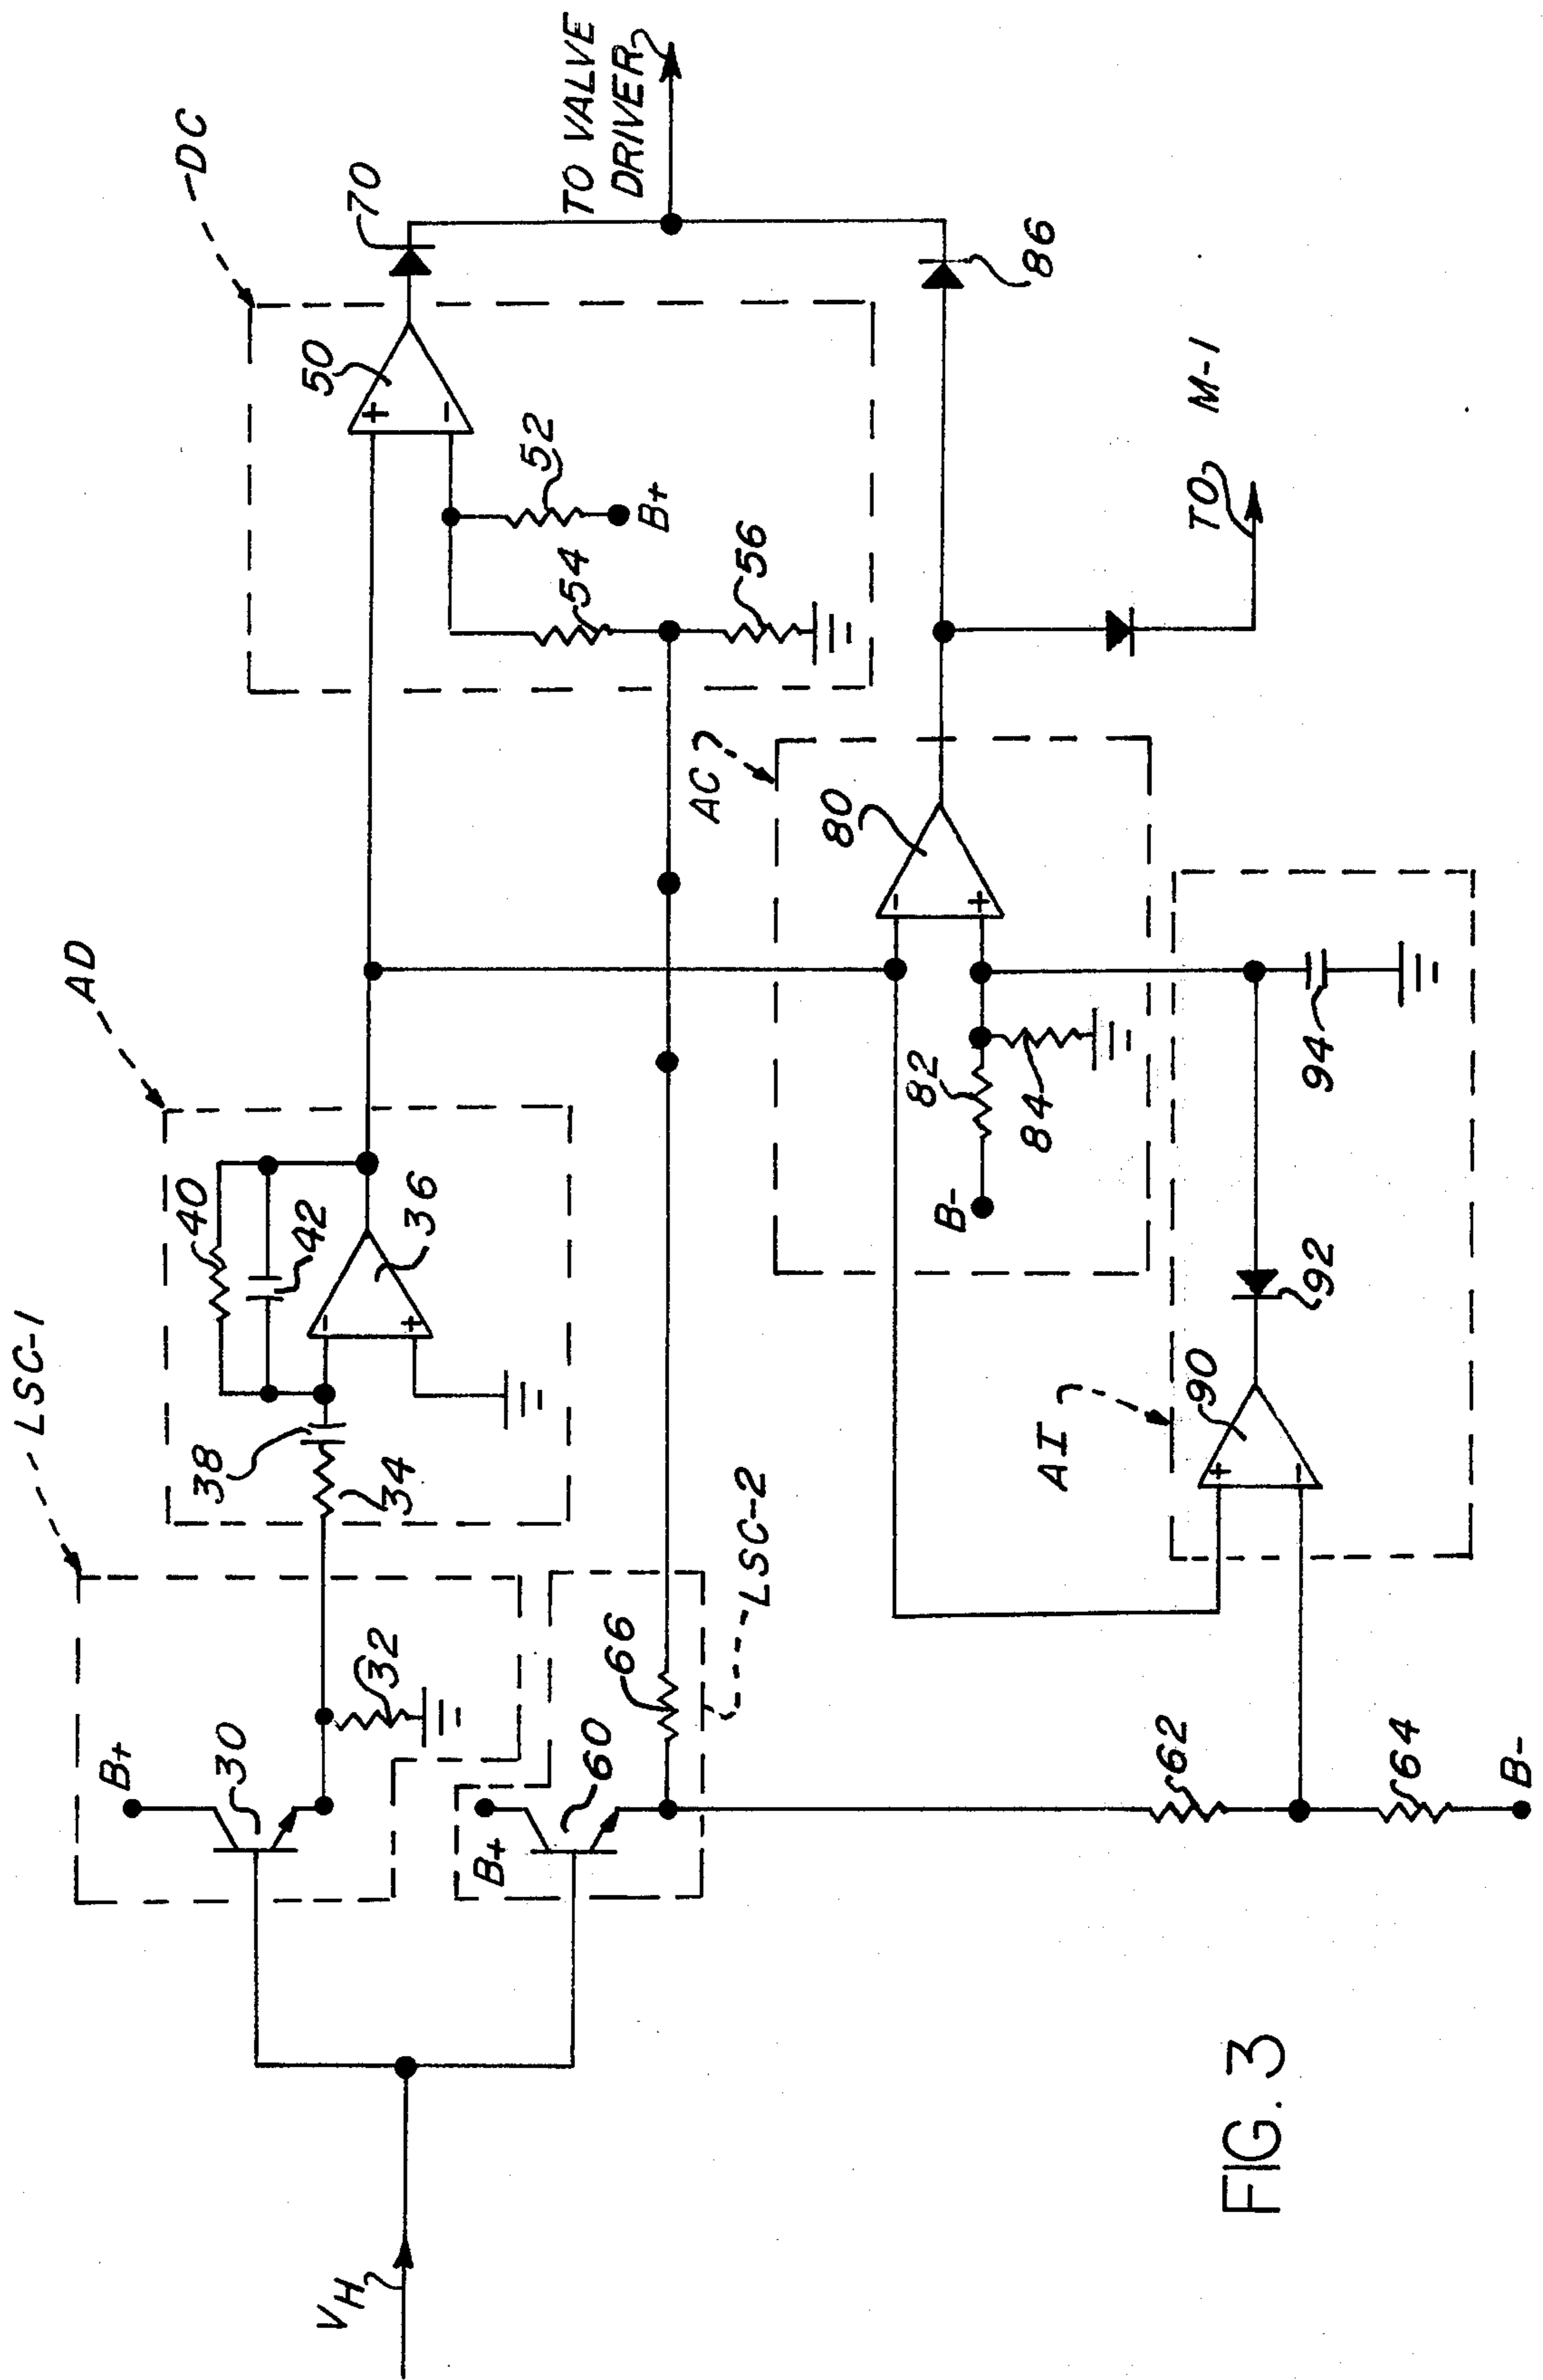 LSC-1
AD
DC
B+
30
32
38
34
40
42
36
50
52
B+
54
56
70
TO VALVE
DRIVER
VH
B+
60
66
LSC-2
AC
80
82
84
B-
86
TO M-1
62
64
B-
AI
90
92
94
FIG. 3